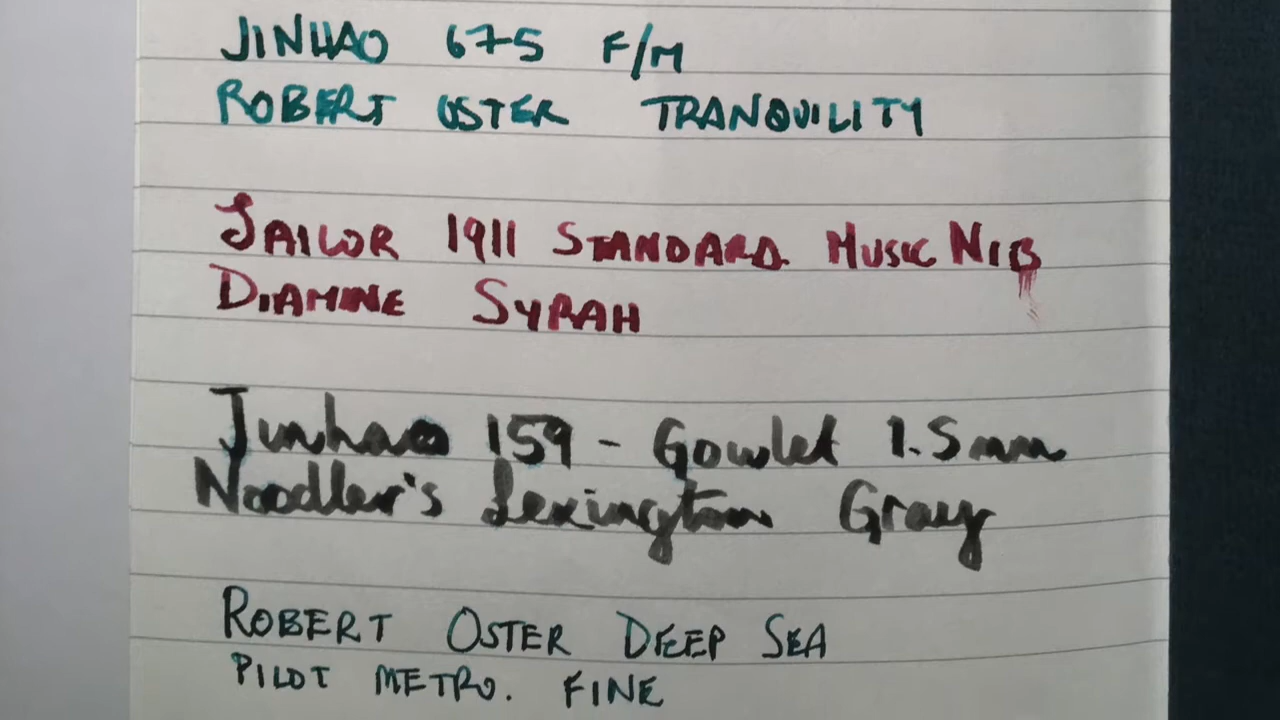 JINHAO 675 F/M
ROBERT OSTER TRANQUILITY
SAILOR 1911 STANDARD MUSIC NIB
DIAMINE SYRAH
Jinhao 159 - Gowlet 1.5mm
Noodler's Lexington Gray
ROBERT OSTER DEEP SEA
PILOT METRO. FINE